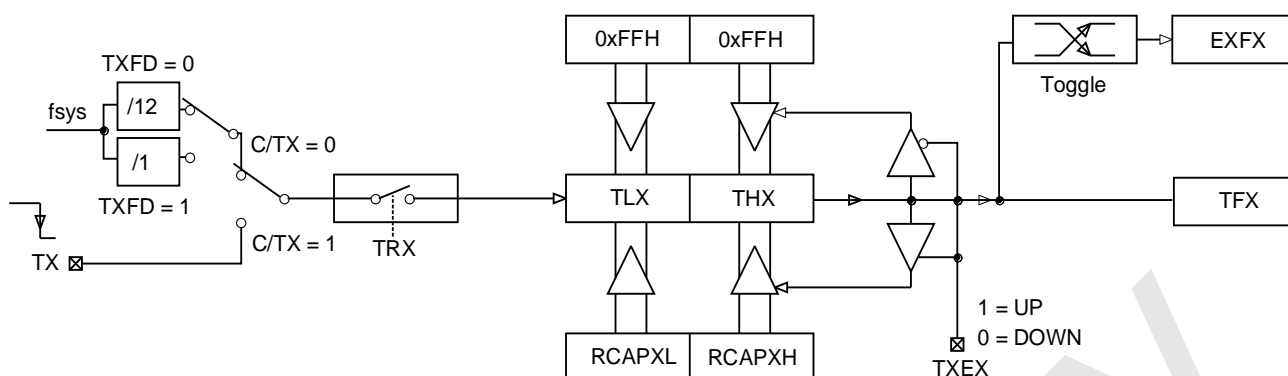 0xFFH 0xFFH
EXFX
TXFD = 0
Toggle
fsys
/12
C/TX = 0
/1
TLX THX
TFX
TXFD = 1
C/TX = 1
TRX
TX
1 = UP
0 = DOWN
RCAPXL RCAPXH
TXEX